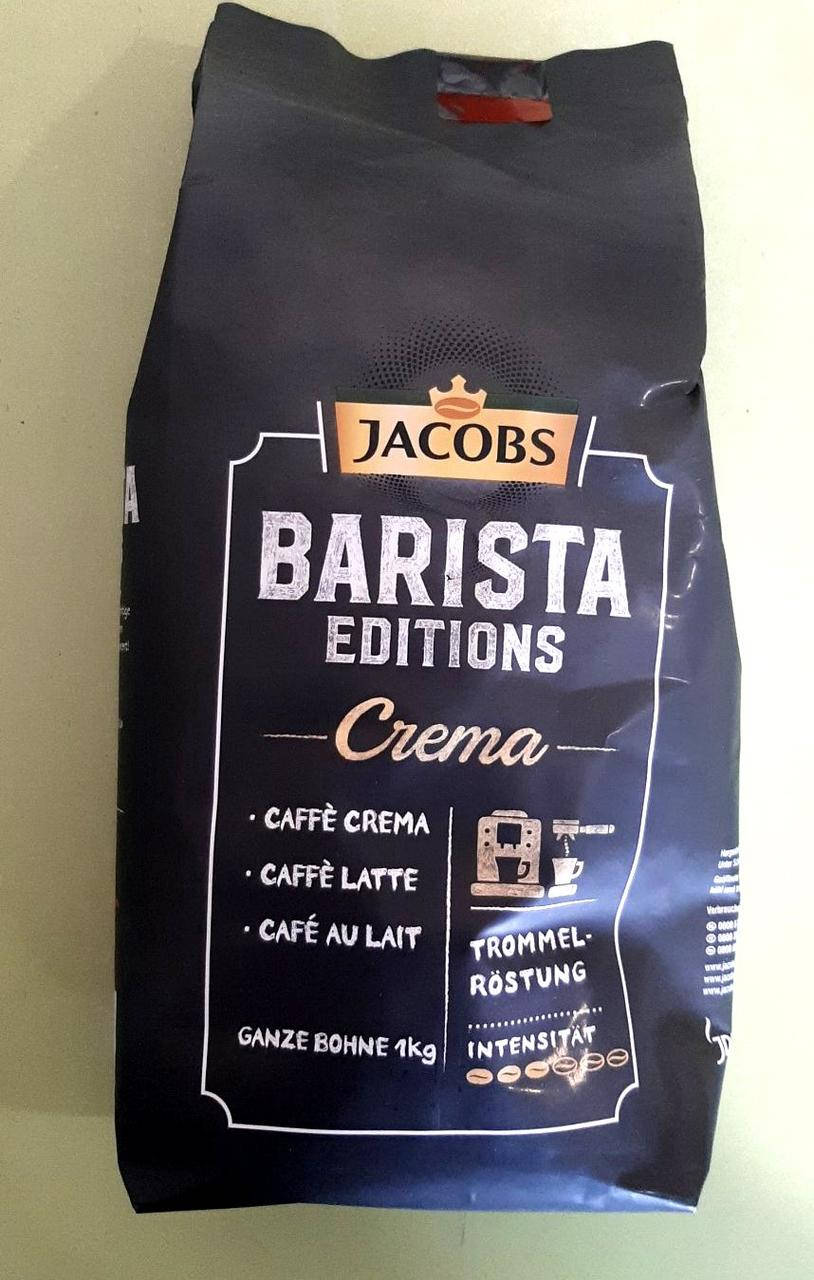 JACOBS
BARISTA
EDITIONS
Crema
· CAFFÈ CREMA
· CAFFÈ LATTE
· CAFÉ AU LAIT
GANZE BOHNE 1kg
TROMMEL-
RÖSTUNG
INTENSITÄT
A